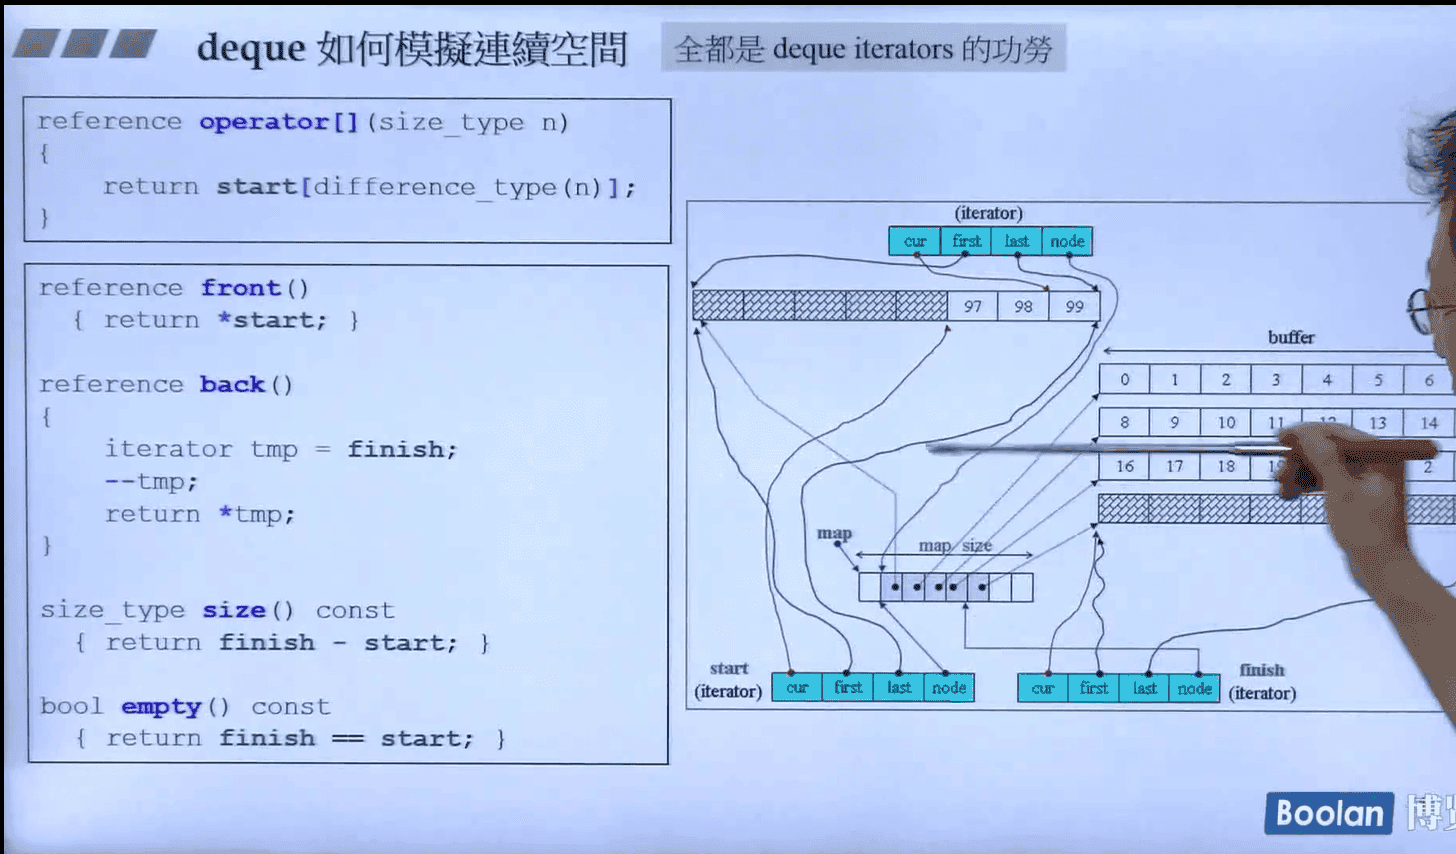 deque 如何模擬連續空間
全都是 deque iterators 的功勞
reference operator[](size_type n)
{
return start[difference_type(n)];
}
reference front()
{ return *start; }
reference back()
{
iterator tmp = finish;
--tmp;
return *tmp;
}
size_type size() const
{ return finish - start; }
bool empty() const
{ return finish == start; }
(iterator)
cur first last node
97 98 99
buffer
0 1 2 3 4 5 6
8 9 10 11 12 13 14
16 17 18 19 2
map
map_size
start
(iterator)
cur first last node
cur first last node
finish
(iterator)
Boolan 博